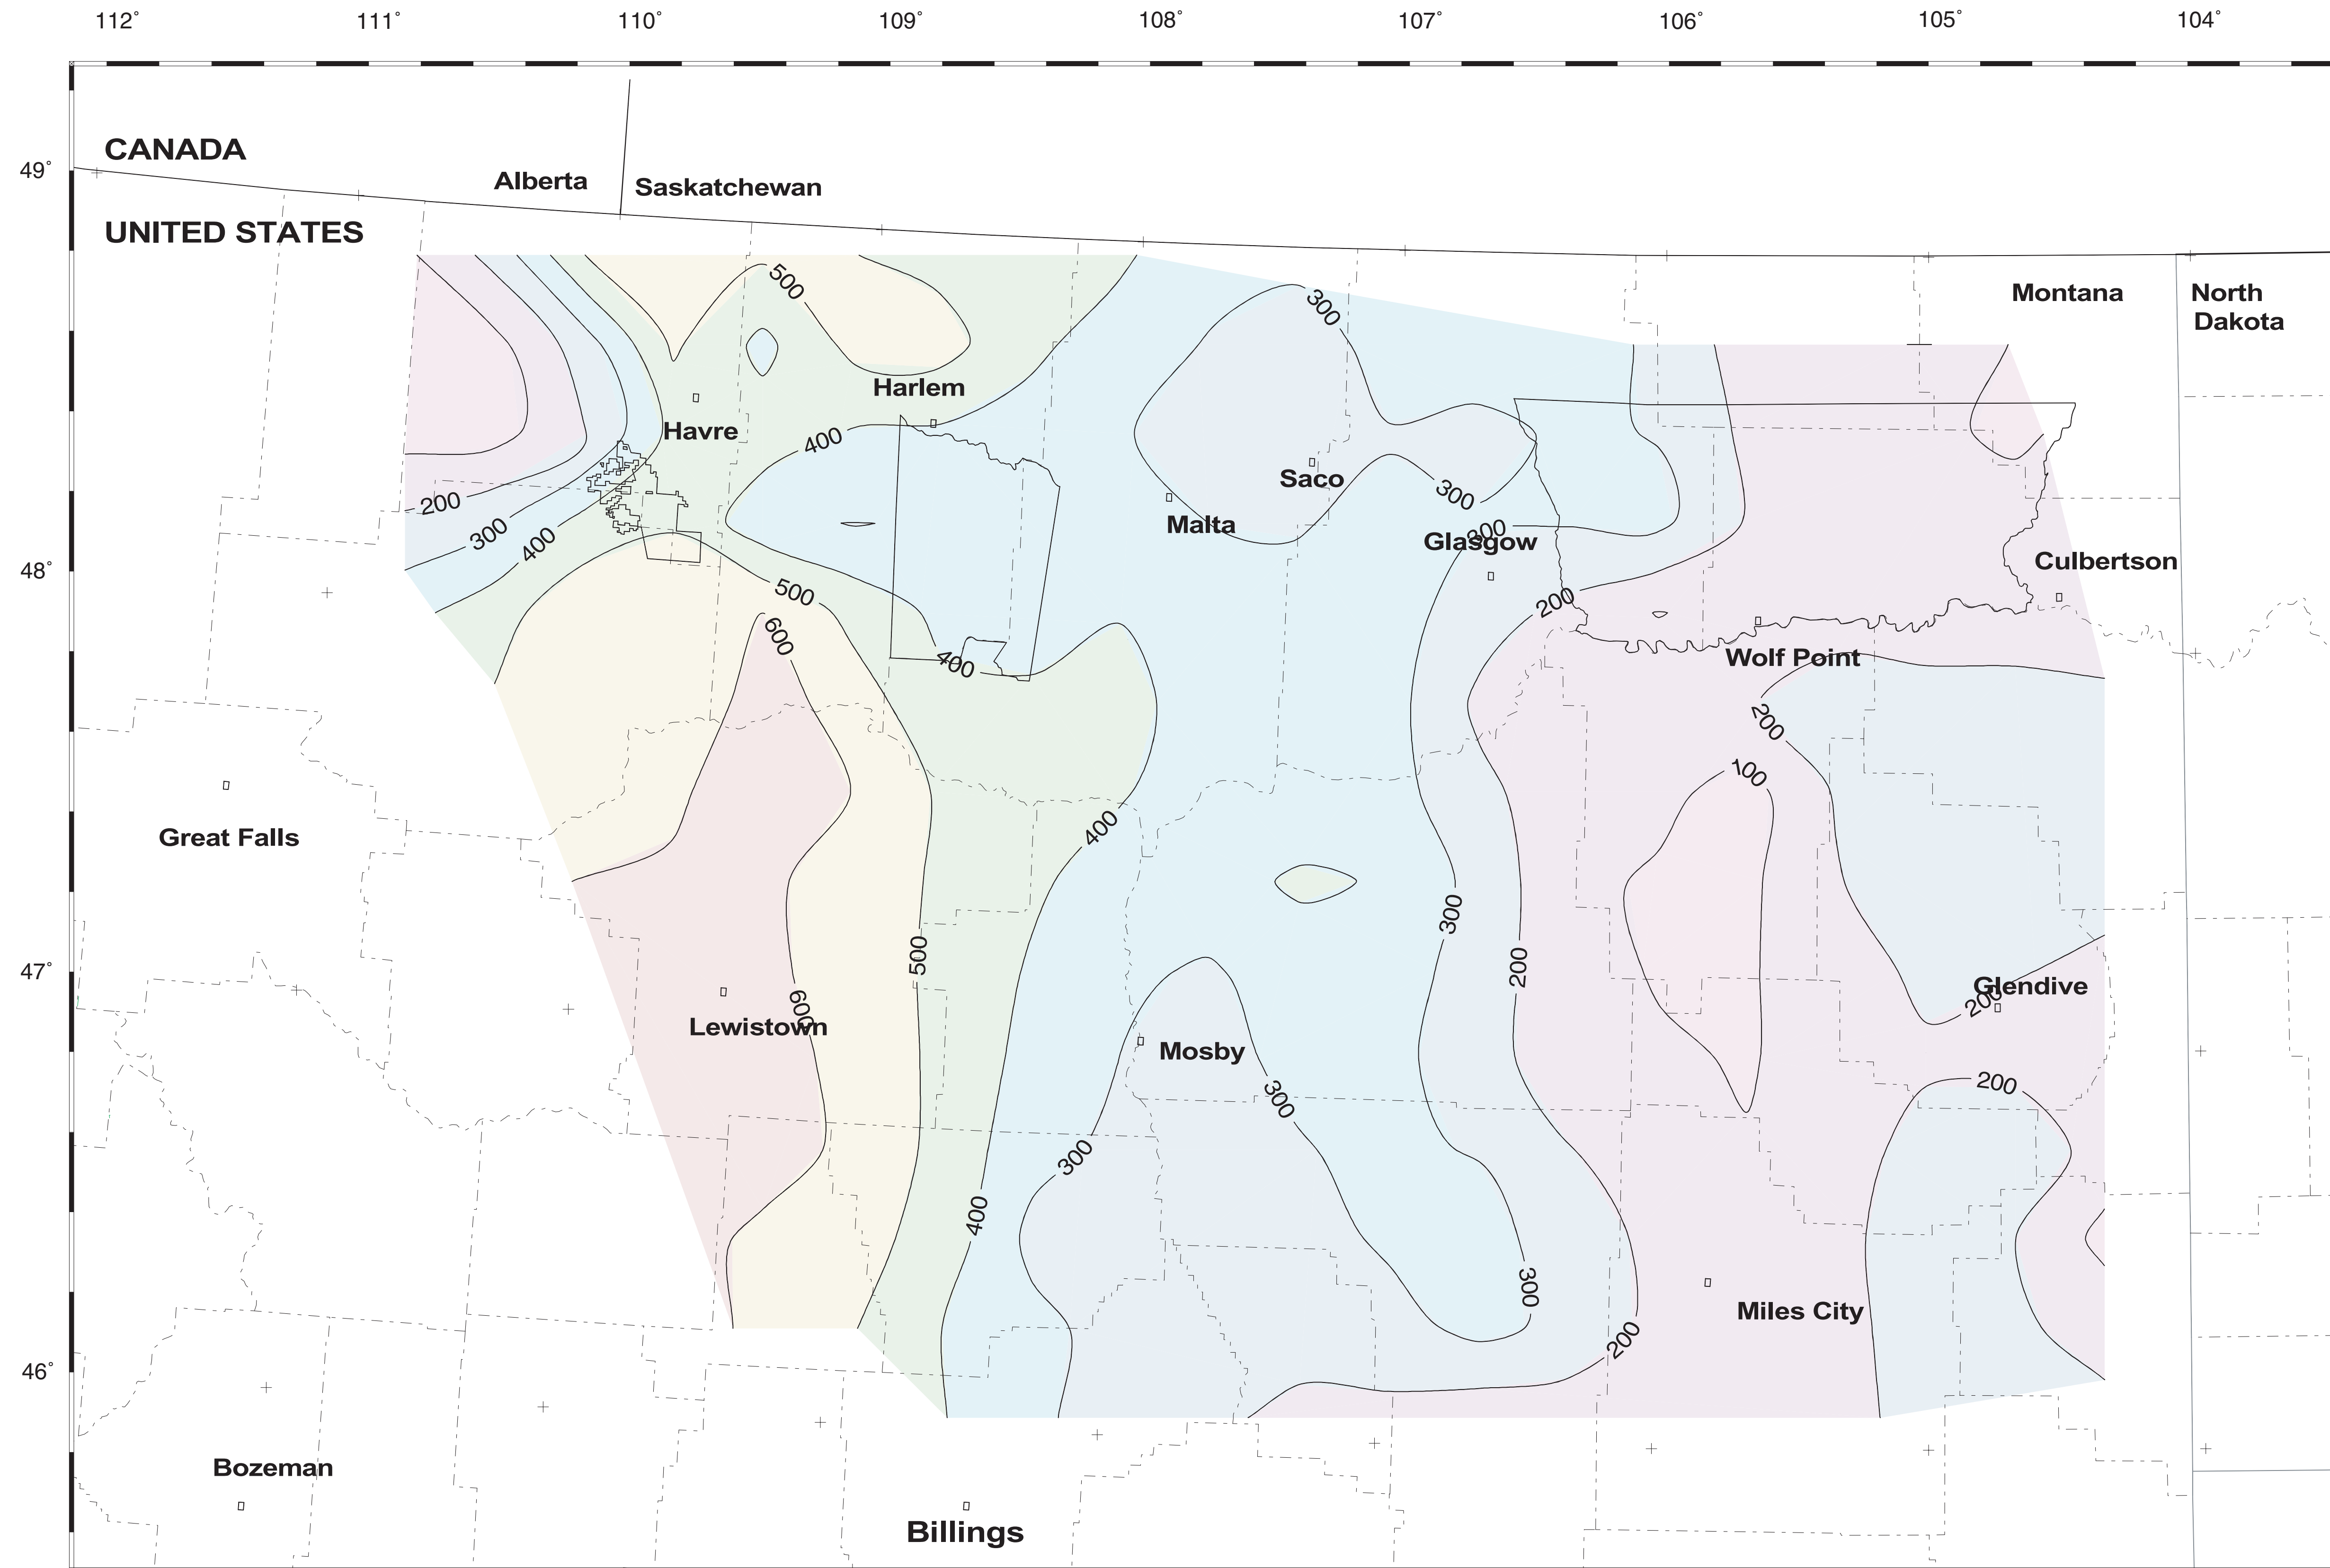 112° 111° 110° 109° 108° 107° 106° 105° 104°
CANADA
49°
Alberta Saskatchewan
UNITED STATES
500
300
Montana North
Dakota
Harlem
Havre
400
Saco
200
300
Malta
300
300
400
Glasgow
48°
Culbertson
500
200
600
400
Wolf Point
200
100
400
Great Falls
300
500
200
47°
Glendive
200
600
Lewistown
Mosby
200
300
300
400
300
Miles City
200
46°
Bozeman
Billings